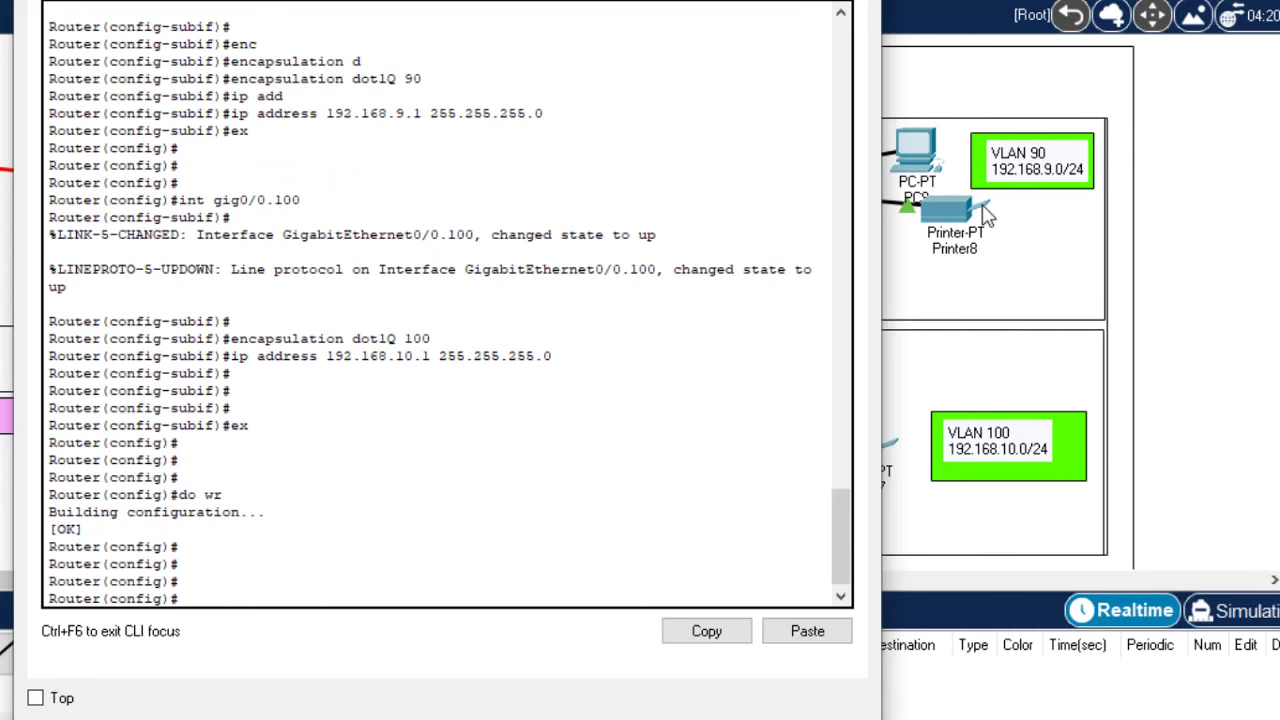 Router(config-subif)#
Router(config-subif)#enc
Router(config-subif)#encapsulation d
Router(config-subif)#encapsulation dot1Q 90
Router(config-subif)#ip add
Router(config-subif)#ip address 192.168.9.1 255.255.255.0
Router(config-subif)#ex
Router(config)#
Router(config)#
Router(config)#
Router(config)#int gig0/0.100
Router(config-subif)#
%LINK-5-CHANGED: Interface GigabitEthernet0/0.100, changed state to up
%LINEPROTO-5-UPDOWN: Line protocol on Interface GigabitEthernet0/0.100, changed state to
up
Router(config-subif)#
Router(config-subif)#encapsulation dot1Q 100
Router(config-subif)#ip address 192.168.10.1 255.255.255.0
Router(config-subif)#
Router(config-subif)#
Router(config-subif)#
Router(config-subif)#ex
Router(config)#
Router(config)#
Router(config)#
Router(config)#do wr
Building configuration...
[OK]
Router(config)#
Router(config)#
Router(config)#
Router(config)#
Ctrl+F6 to exit CLI focus
Copy
Paste
Top
[Root]
04:20
PC-PT
VLAN 90
192.168.9.0/24
Printer-PT
Printer8
VLAN 100
192.168.10.0/24
PT
7
Realtime
Simulati
estination
Type
Color
Time(sec)
Periodic
Num
Edit
D